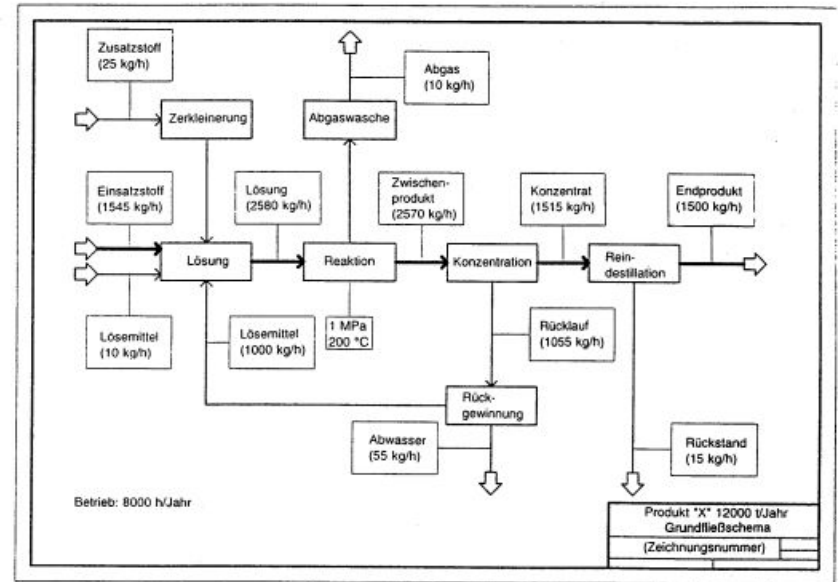 Zusatzstoff
(25 kg/h)
Abgas
(10 kg/h)
Zerkleinerung
Abgaswasche
Einsatzstoff
(1545 kg/h)
Lösung
(2580 kg/h)
Zwischen-
produkt
(2570 kg/h)
Konzentrat
(1515 kg/h)
Endprodukt
(1500 kg/h)
Lösung
Reaktion
Konzentration
Rein-
destillation
Lösemittel
(10 kg/h)
Lösemittel
(1000 kg/h)
1 MPa
200 °C
Rücklauf
(1055 kg/h)
Rück-
gewinnung
Abwasser
(55 kg/h)
Rückstand
(15 kg/h)
Betrieb: 8000 h/Jahr
Produkt "X" 12000 t/Jahr
Grundfließschema
(Zeichnungsnummer)